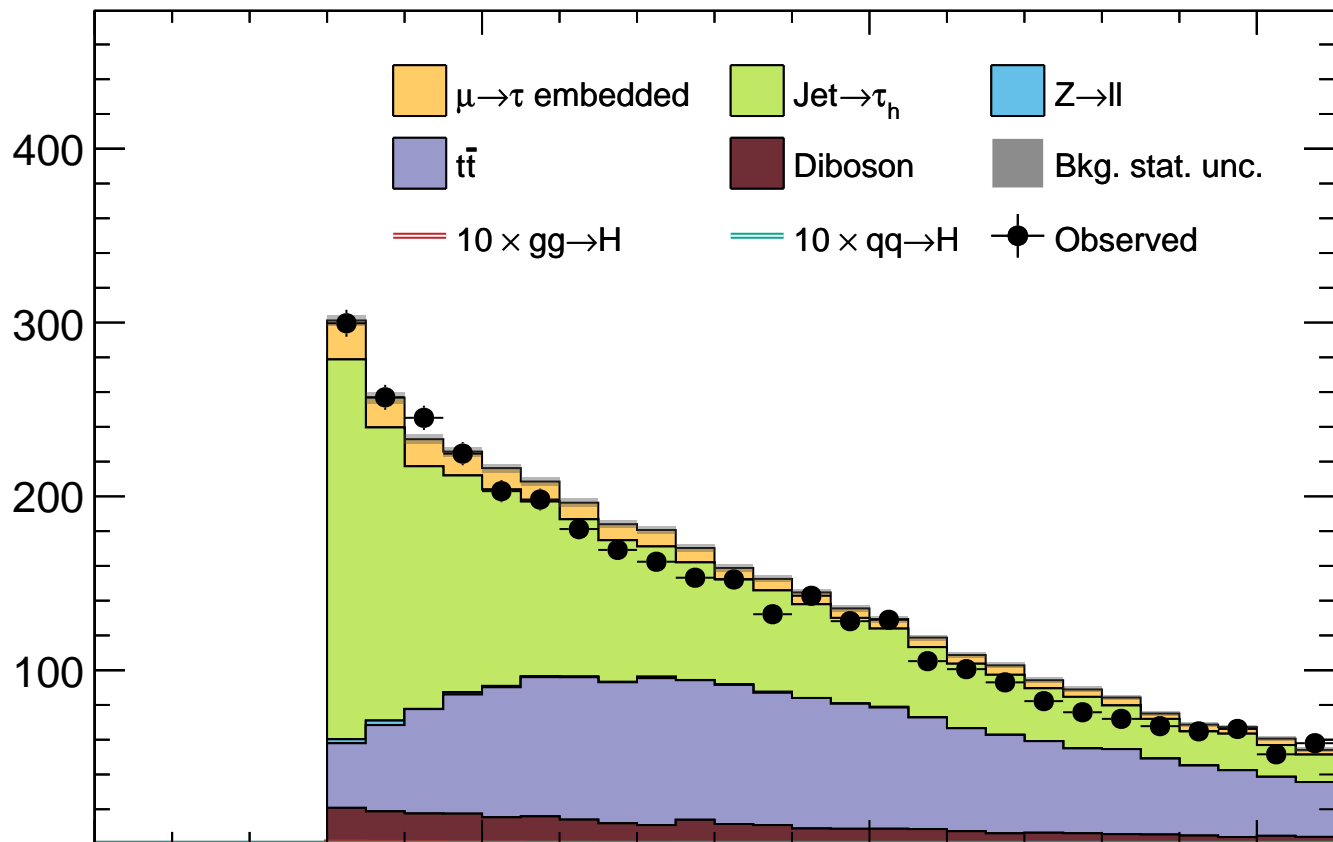 μ→τ embedded Jet→τh Z→ll
tt̄ Diboson Bkg. stat. unc.
10 × gg→H 10 × qq→H Observed
400
300
200
100